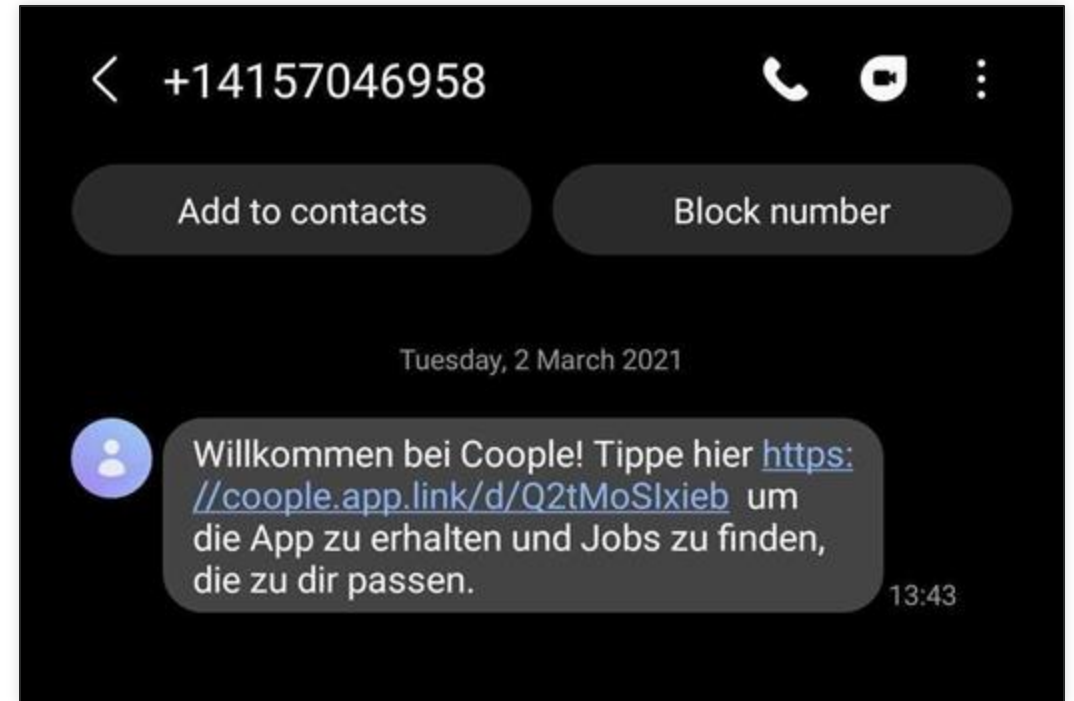 +14157046958
Add to contacts
Block number
Tuesday, 2 March 2021
Willkommen bei Coople! Tippe hier https:
//coople.app.link/d/Q2tMoSIxieb um
die App zu erhalten und Jobs zu finden,
die zu dir passen.
13:43